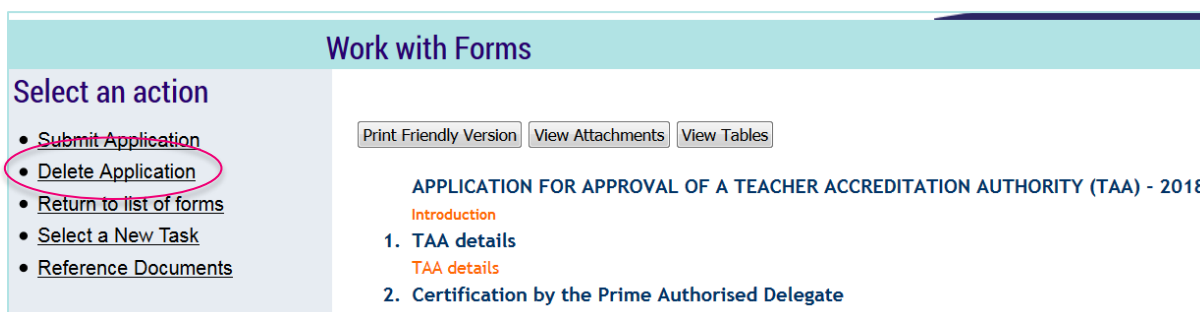 Work with Forms
Select an action
Submit Application
Delete Application
Return to list of forms
Select a New Task
Reference Documents
Print Friendly Version View Attachments View Tables
APPLICATION FOR APPROVAL OF A TEACHER ACCREDITATION AUTHORITY (TAA) - 2018
Introduction
1. TAA details
TAA details
2. Certification by the Prime Authorised Delegate